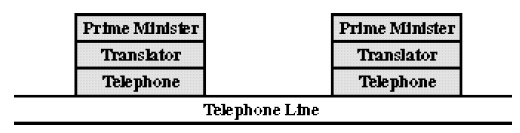 Prime Minister
Translator
Telephone
Prime Minister
Translator
Telephone
Telephone Line